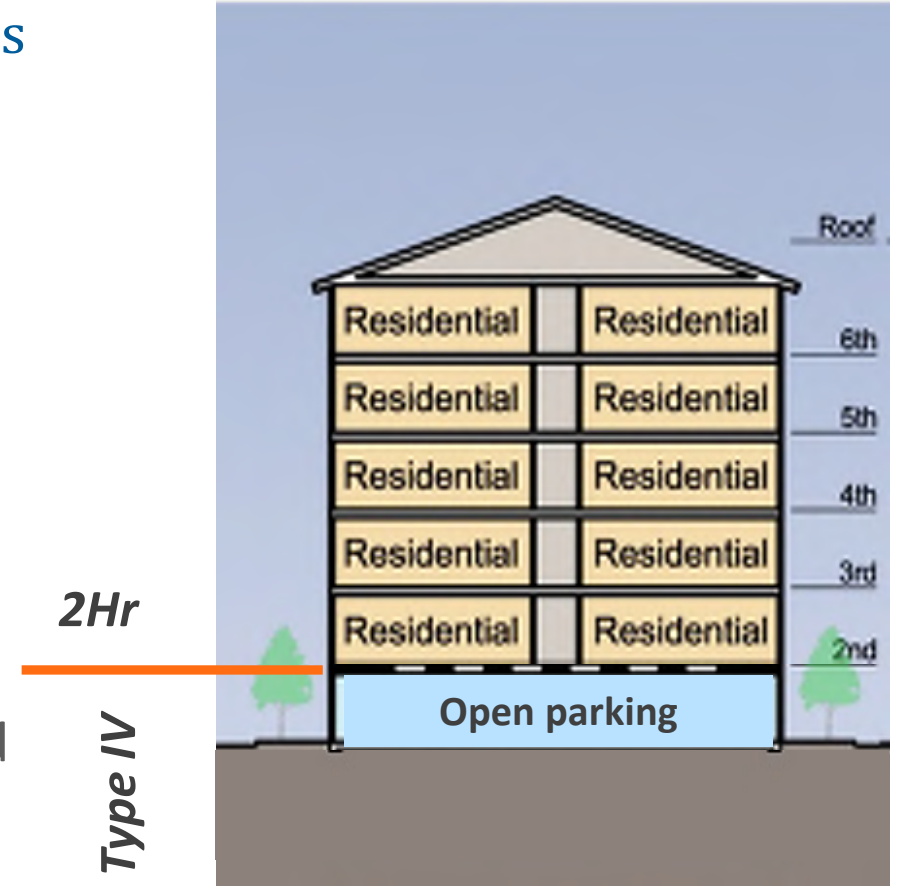 s
Roof
Residential Residential
6th
Residential Residential
5th
Residential Residential
4th
Residential Residential
3rd
2Hr
Residential Residential
2nd
Open parking
Type IV